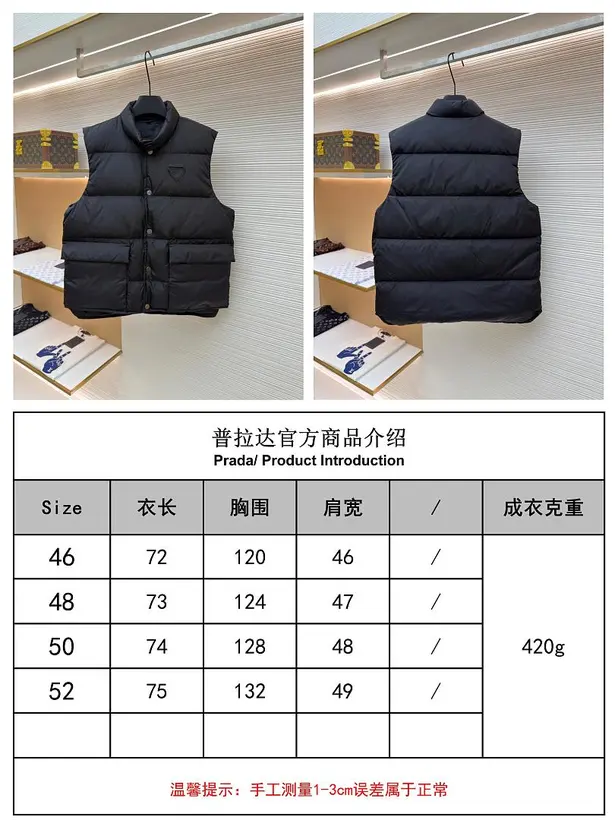 普拉达官方商品介绍
Prada/ Product Introduction
Size 衣长 胸围 肩宽 / 成衣克重
46 72 120 46 /
48 73 124 47 /
50 74 128 48 / 420g
52 75 132 49 /
温馨提示：手工测量1-3cm误差属于正常